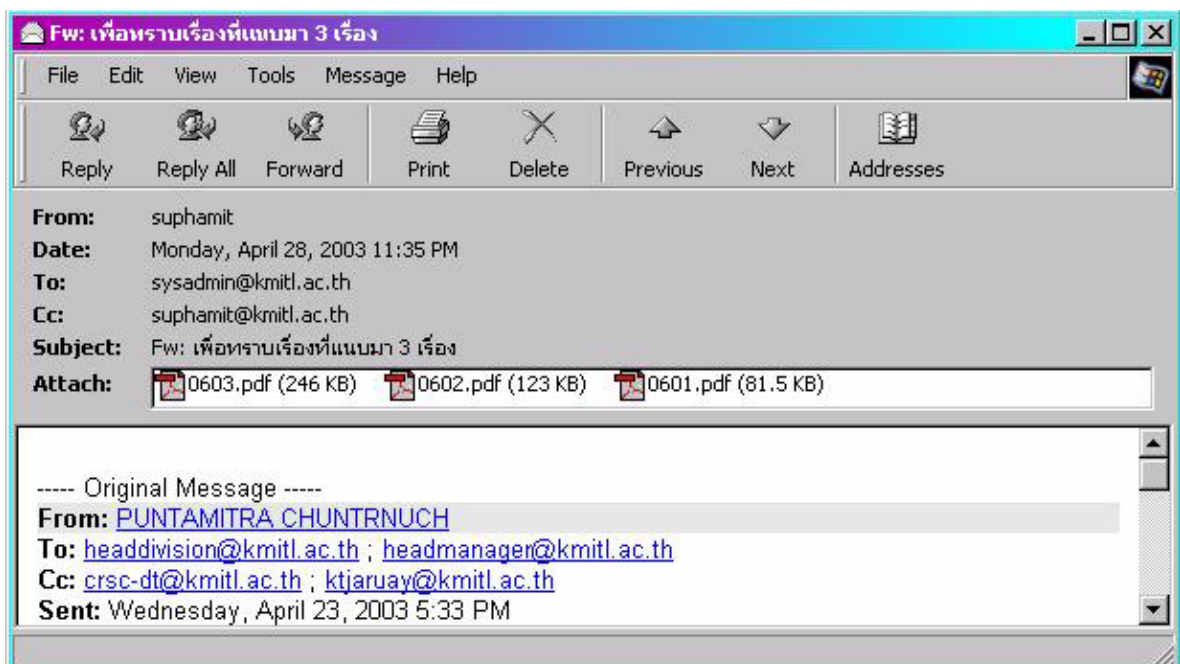 Fw: เพื่อทราบเรื่องที่แนบมา 3 เรื่อง
File Edit View Tools Message Help
Reply Reply All Forward Print Delete Previous Next Addresses
From: suphamit
Date: Monday, April 28, 2003 11:35 PM
To: sysadmin@kmitl.ac.th
Cc: suphamit@kmitl.ac.th
Subject: Fw: เพื่อทราบเรื่องที่แนบมา 3 เรื่อง
Attach: 0603.pdf (246 KB) 0602.pdf (123 KB) 0601.pdf (81.5 KB)
----- Original Message -----
From: PUNTAMITRA CHUNTRNUCH
To: headdivision@kmitl.ac.th ; headmanager@kmitl.ac.th
Cc: crsc-dt@kmitl.ac.th ; ktjaruay@kmitl.ac.th
Sent: Wednesday, April 23, 2003 5:33 PM